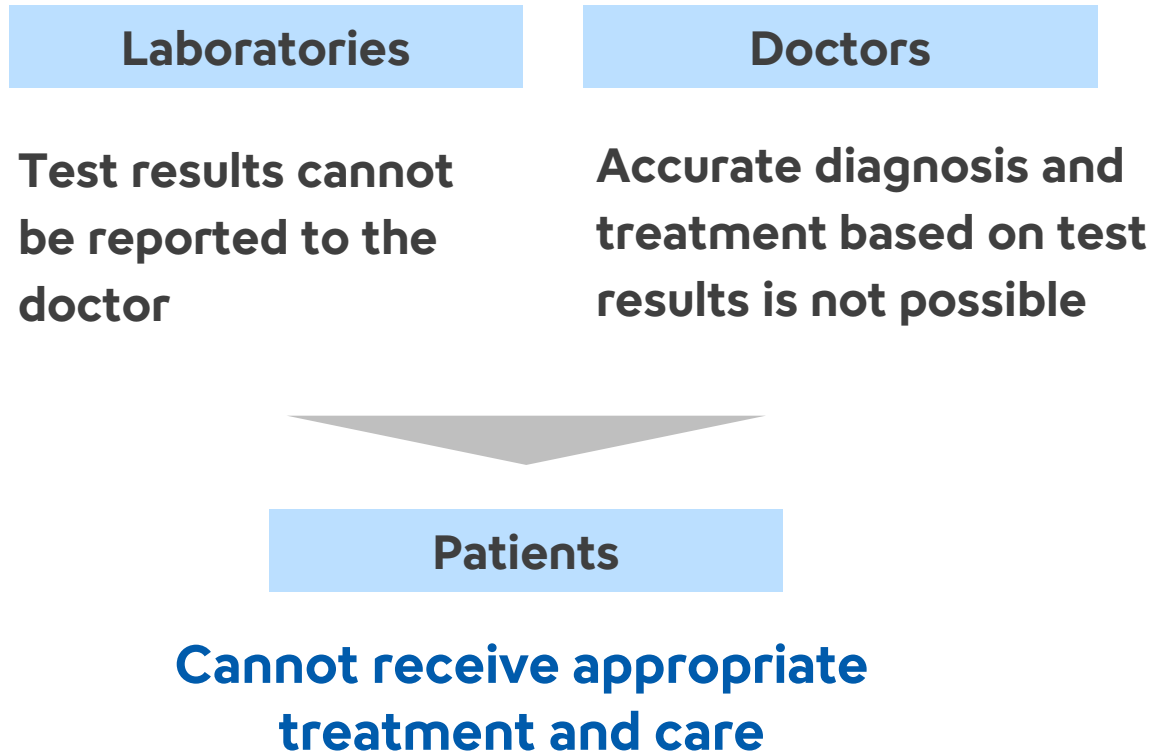 Laboratories
Test results cannot
be reported to the
doctor
Doctors
Accurate diagnosis and
treatment based on test
results is not possible
Patients
Cannot receive appropriate
treatment and care